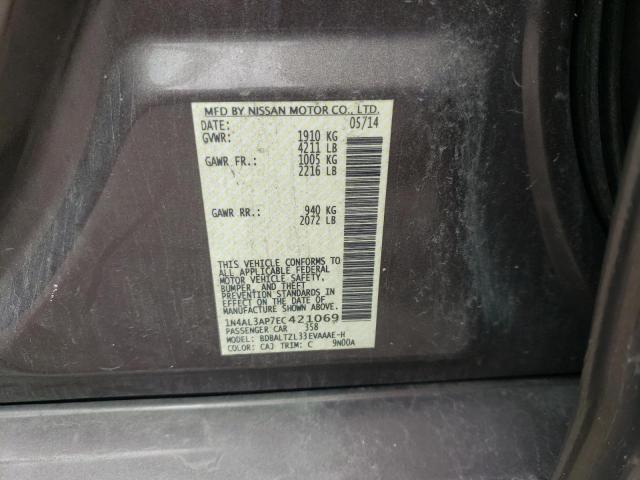 MFD BY NISSAN MOTOR CO., LTD.
DATE: 05/14
GVWR: 1910 KG
4211 LB
GAWR FR.: 1005 KG
2216 LB
GAWR RR.: 940 KG
2072 LB
THIS VEHICLE CONFORMS TO
ALL APPLICABLE FEDERAL
MOTOR VEHICLE SAFETY,
BUMPER, AND THEFT
PREVENTION STANDARDS
IN EFFECT ON THE DATE OF
MANUFACTURE SHOWN ABOVE.
1N4AL3AP7EC421069
PASSENGER CAR 358
MODEL: BDBALTZL33EVAAAE-H
COLOR: CAJ TRIM: C 9N00A